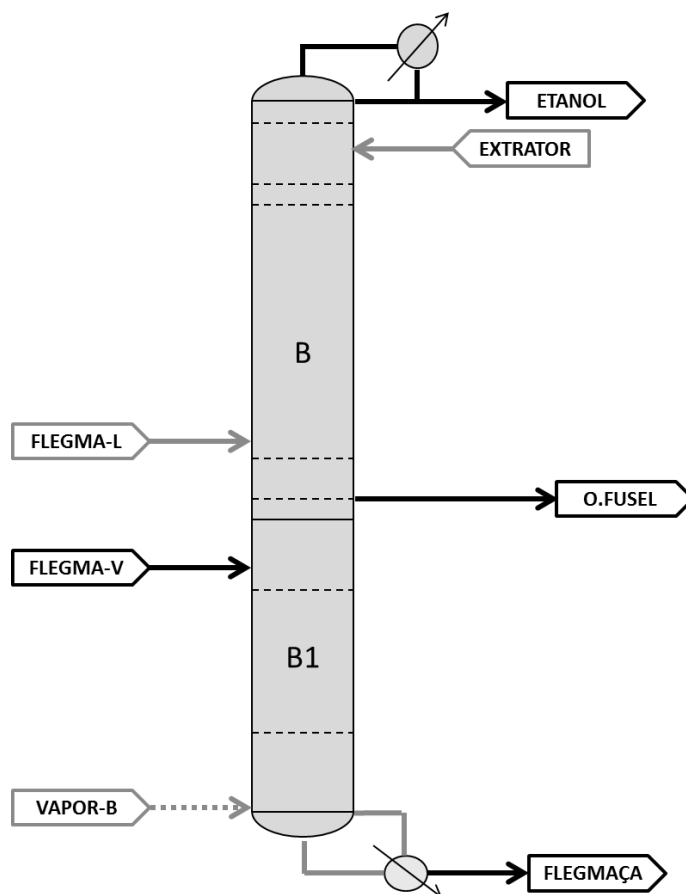 ETANOL
EXTRATOR
B
FLEGMA-L
O.FUSEL
FLEGMA-V
B1
VAPOR-B
FLEGMAÇA